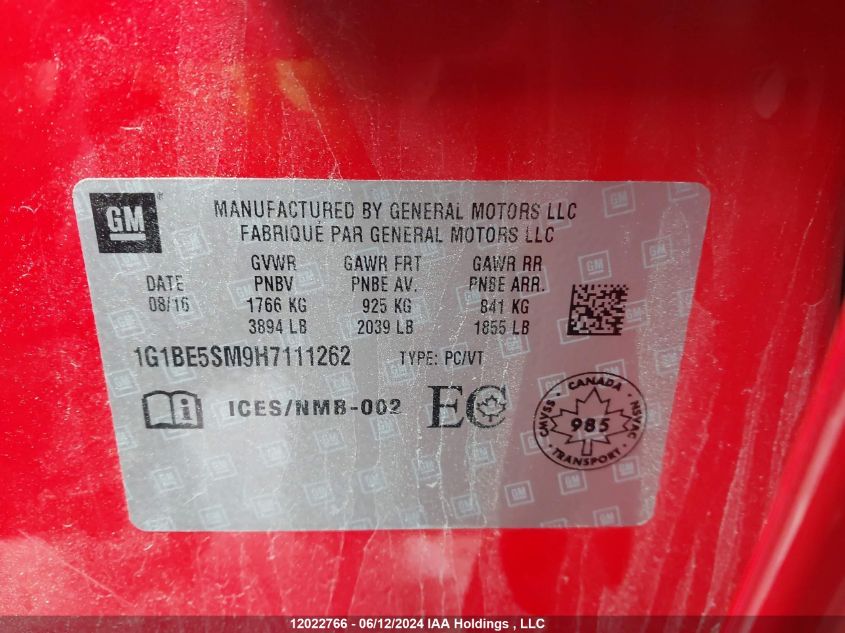 GM
MANUFACTURED BY GENERAL MOTORS LLC
FABRIQUÉ PAR GENERAL MOTORS LLC
GVWR GAWR FRT GAWR RR
DATE PNBV PNBE AV. PNBE ARR.
08/16 1766 KG 925 KG 841 KG
3894 LB 2039 LB 1855 LB
1G1BE5SM9H7111262 TYPE: PC/VT
ICES/NMB-002 EC
CANADA
CMVSS 985 NSVAC
TRANSPORT
12022766 - 06/12/2024 IAA Holdings , LLC